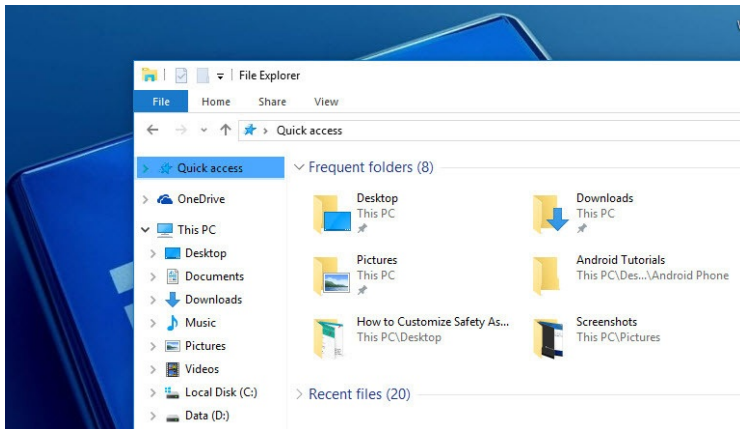 File Explorer
File Home Share View
Quick access
Quick access
OneDrive
This PC
Desktop
Documents
Downloads
Music
Pictures
Videos
Local Disk (C:)
Data (D:)
Frequent folders (8)
Desktop
This PC
Downloads
This PC
Pictures
This PC
Android Tutorials
This PC\Des...\Android Phone
How to Customize Safety As...
This PC\Desktop
Screenshots
This PC\Pictures
Recent files (20)